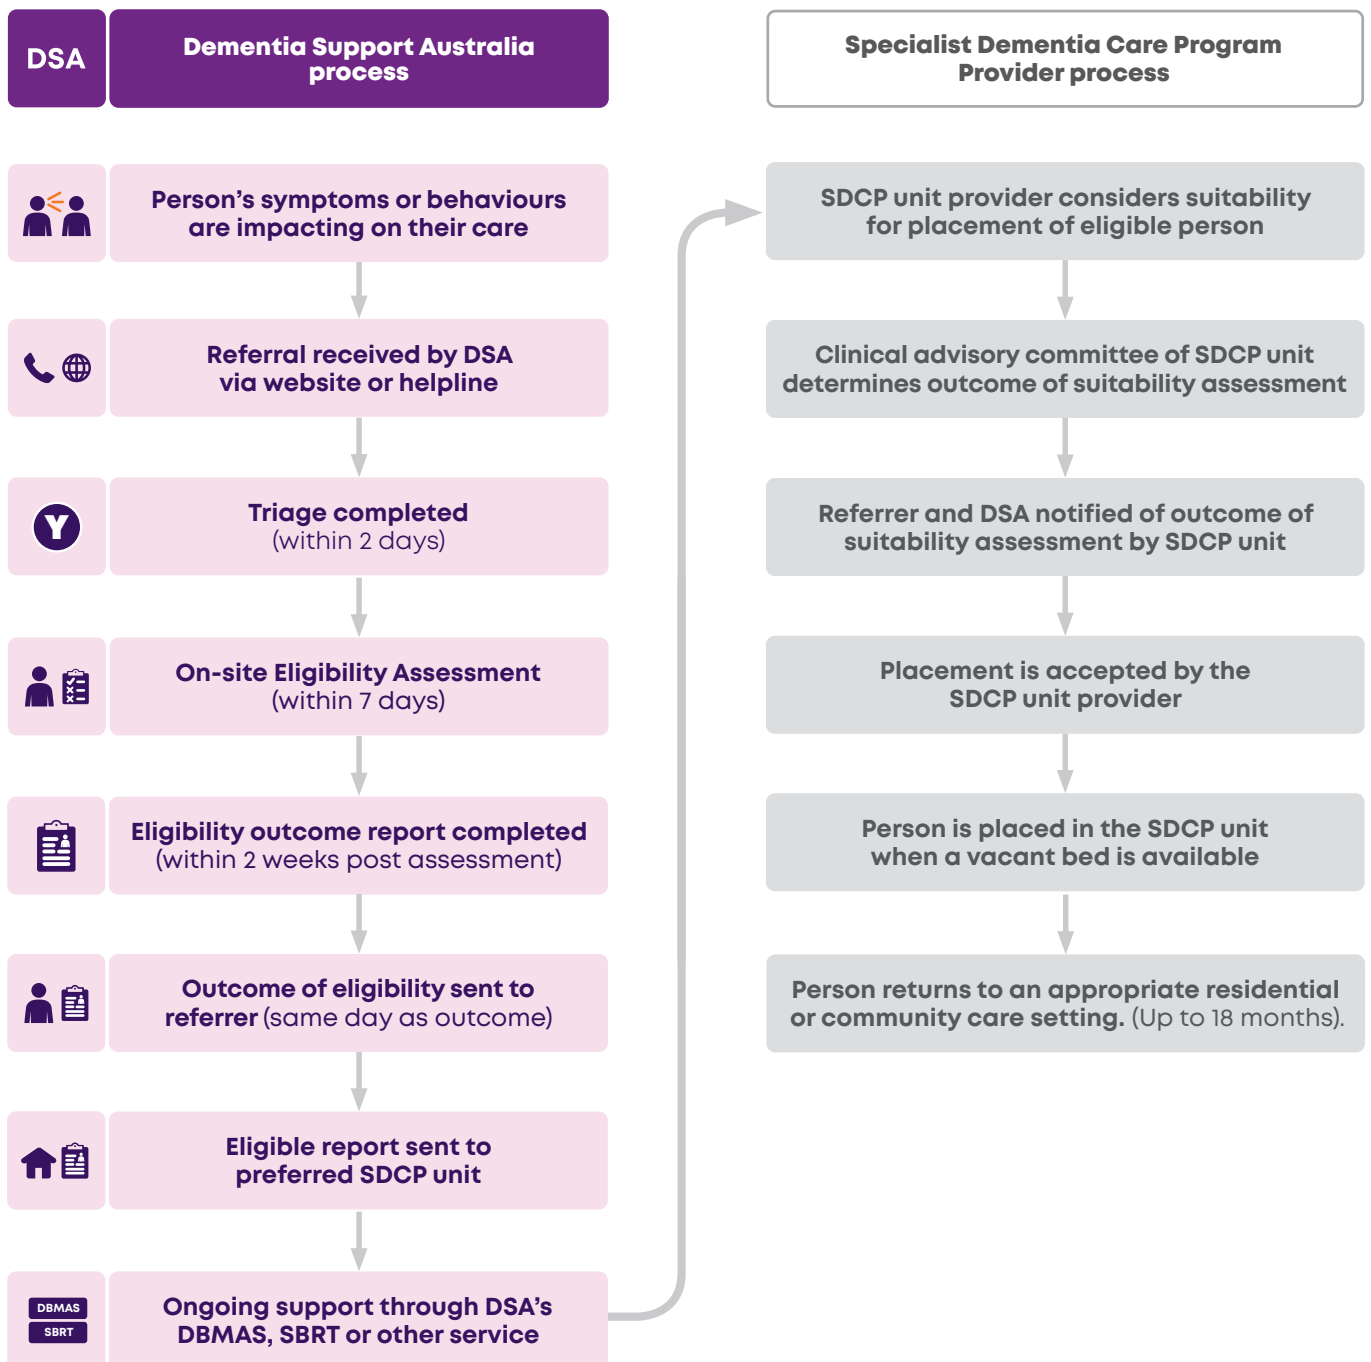 DSA
Dementia Support Australia
process
Person's symptoms or behaviours
are impacting on their care
Referral received by DSA
via website or helpline
Y
Triage completed
(within 2 days)
On-site Eligibility Assessment
(within 7 days)
Eligibility outcome report completed
(within 2 weeks post assessment)
Outcome of eligibility sent to
referrer (same day as outcome)
Eligible report sent to
preferred SDCP unit
DBMAS
SBRT
Ongoing support through DSA's
DBMAS, SBRT or other service
Specialist Dementia Care Program
Provider process
SDCP unit provider considers suitability
for placement of eligible person
Clinical advisory committee of SDCP unit
determines outcome of suitability assessment
Referrer and DSA notified of outcome of
suitability assessment by SDCP unit
Placement is accepted by the
SDCP unit provider
Person is placed in the SDCP unit
when a vacant bed is available
Person returns to an appropriate residential
or community care setting. (Up to 18 months).